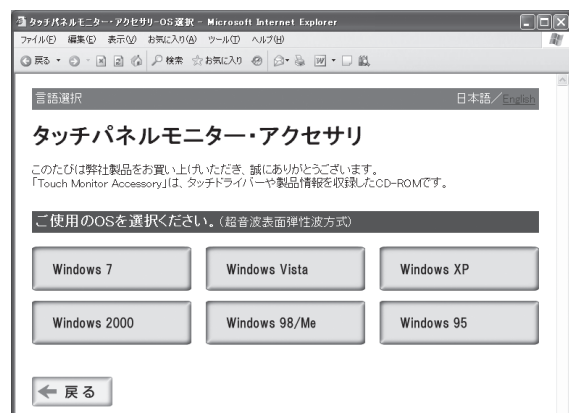 タッチパネルモニター・アクセサリ-OS選択 - Microsoft Internet Explorer
ファイル(F) 編集(E) 表示(V) お気に入り(A) ツール(T) ヘルプ(H)
戻る 検索 お気に入り
言語選択 日本語/English
タッチパネルモニター・アクセサリ
このたびは弊社製品をお買い上げいただき、誠にありがとうございます。
「Touch Monitor Accessory」は、タッチドライバーや製品情報を収録したCD-ROMです。
ご使用のOSを選択ください。(超音波表面弾性波方式)
Windows 7 Windows Vista Windows XP
Windows 2000 Windows 98/Me Windows 95
戻る